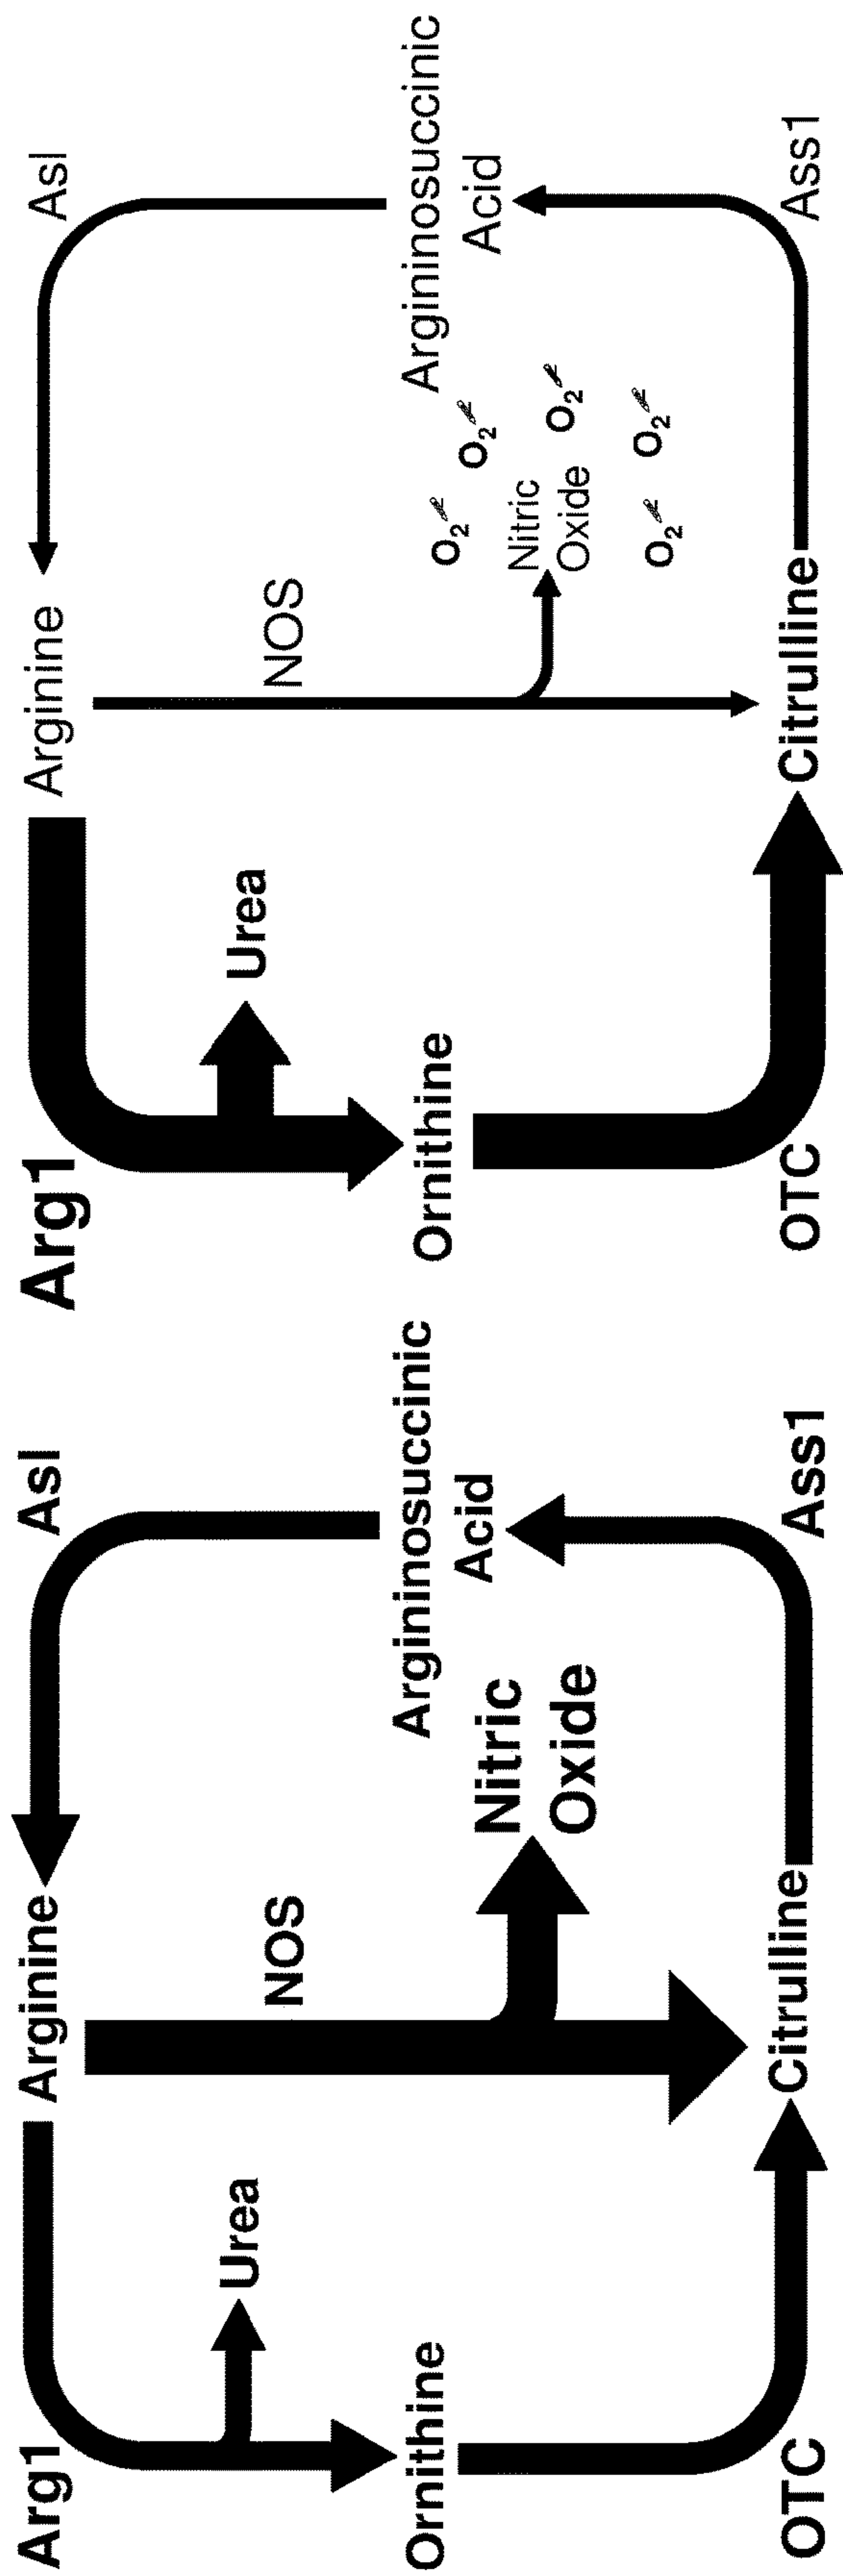 Arg1
Arginine
Asl
Urea
NOS
Ornithine
Argininosuccinic
Acid
Nitric
Oxide
OTC
Citrulline
Ass1
Arg1
Arginine
Asl
Urea
NOS
Ornithine
Argininosuccinic
Acid
O₂
O₂
Nitric
Oxide
O₂
O₂
O₂
OTC
Citrulline
Ass1